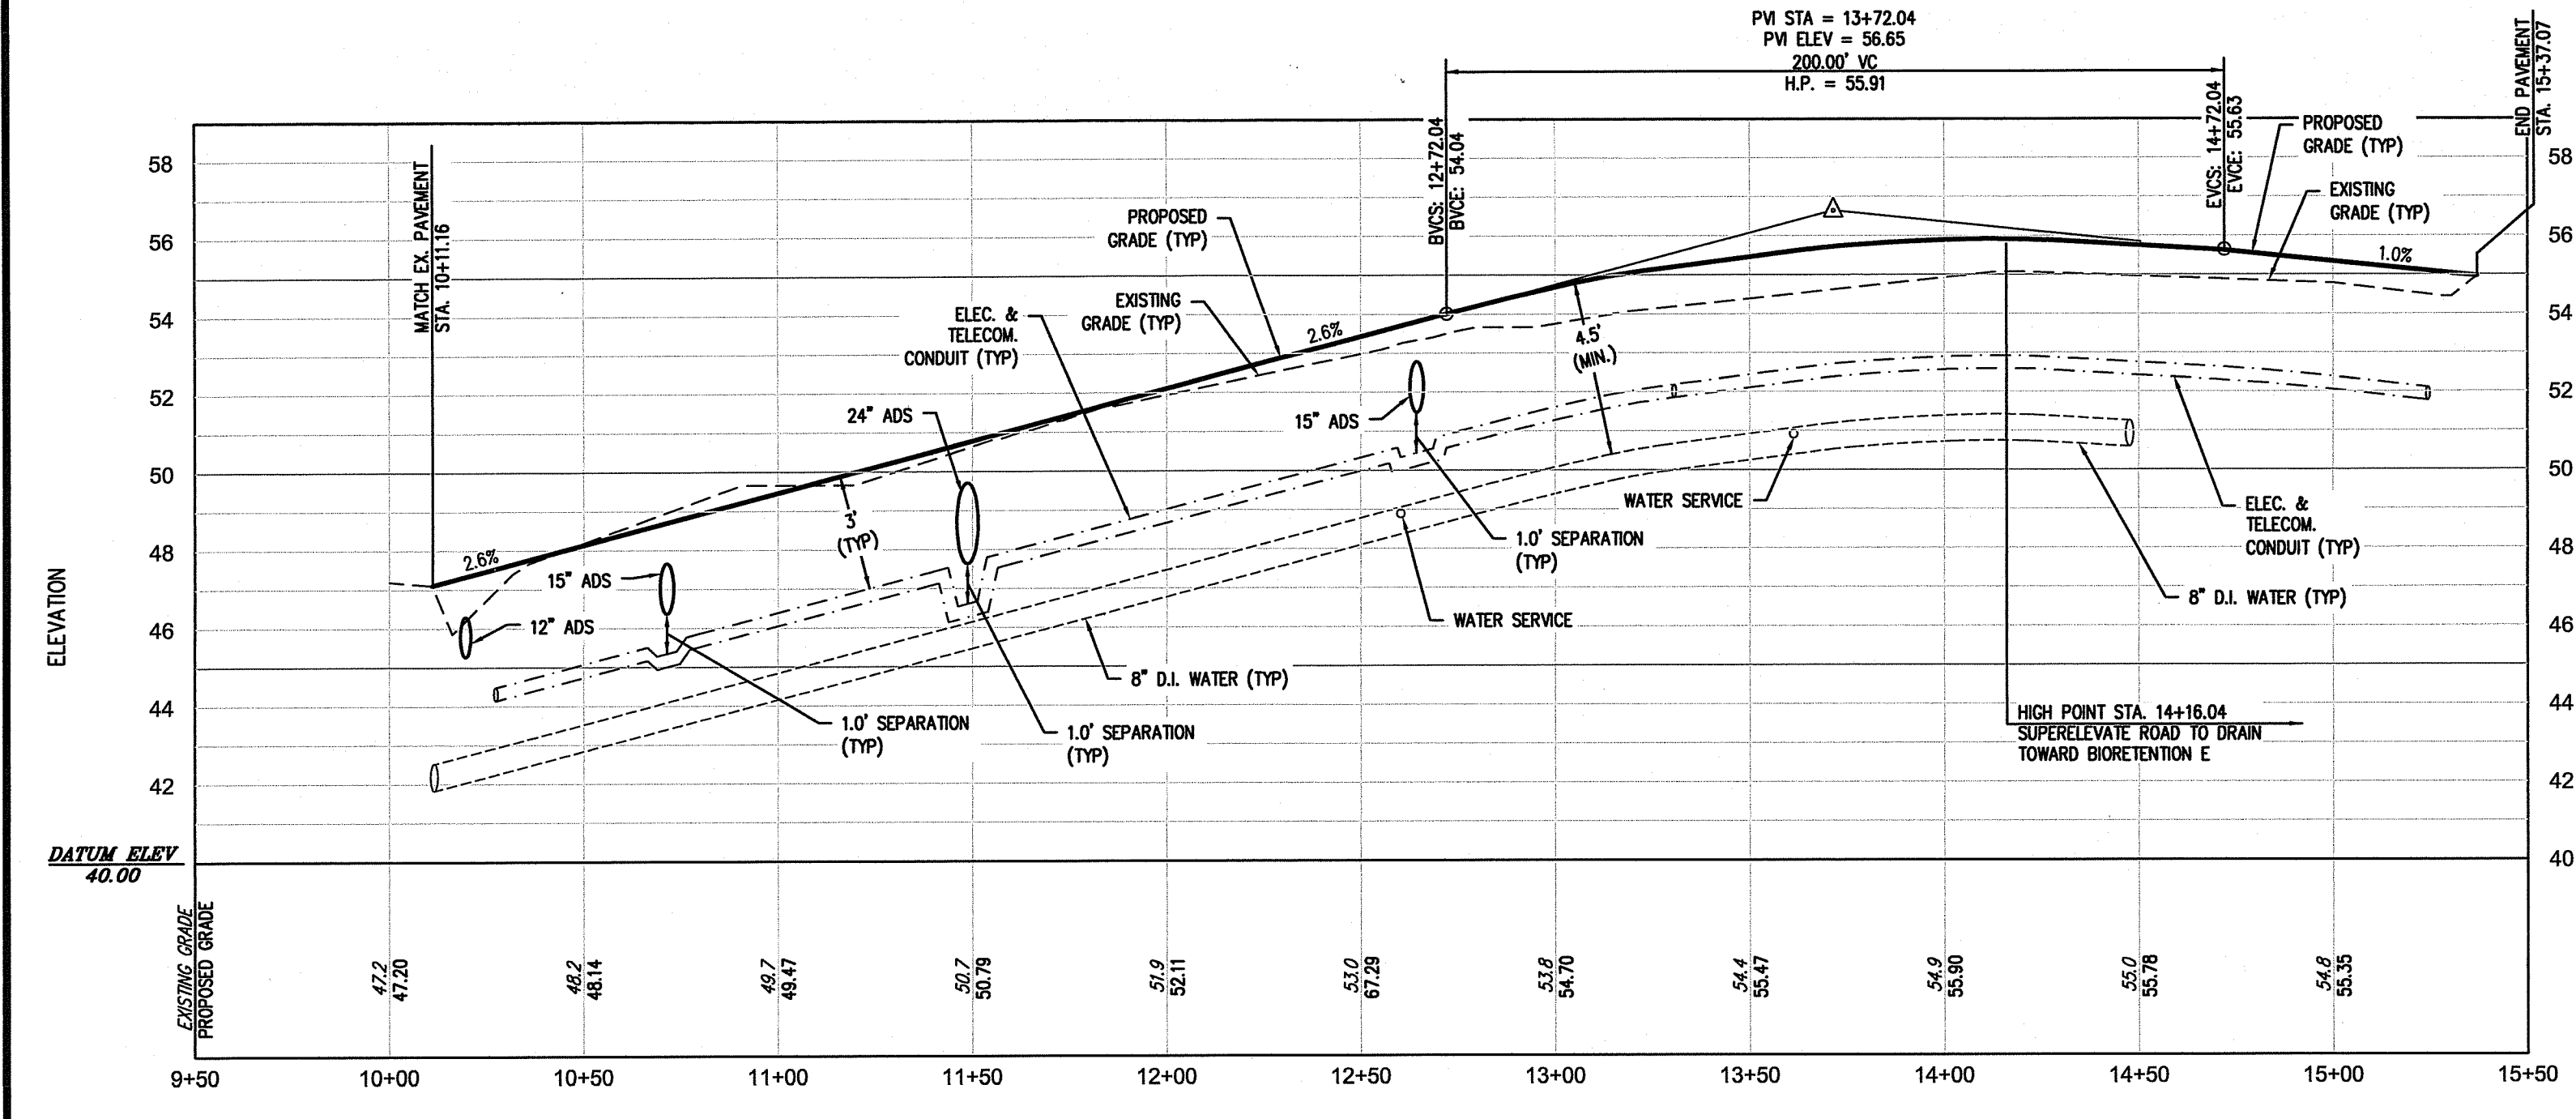 PVI STA = 13+72.04
PVI ELEV = 56.65
200.00' VC
H.P. = 55.91
BVCS: 12+72.04
BVCE: 54.04
EVCS: 14+72.04
EVCE: 55.63
END PAVEMENT
STA. 15+37.07
MATCH EX. PAVEMENT
STA. 10+11.16
PROPOSED
GRADE (TYP)
EXISTING
GRADE (TYP)
PROPOSED
GRADE (TYP)
EXISTING
GRADE (TYP)
ELEC. &
TELECOM.
CONDUIT (TYP)
2.6%
2.6%
1.0%
24" ADS
15" ADS
15" ADS
12" ADS
3'
(TYP)
4.5'
(MIN.)
WATER SERVICE
WATER SERVICE
1.0' SEPARATION
(TYP)
1.0' SEPARATION
(TYP)
1.0' SEPARATION
(TYP)
8" D.I. WATER (TYP)
8" D.I. WATER (TYP)
ELEC. &
TELECOM.
CONDUIT (TYP)
HIGH POINT STA. 14+16.04
SUPERELEVATE ROAD TO DRAIN
TOWARD BIORETENTION E
ELEVATION
58
56
54
52
50
48
46
44
42
58
56
54
52
50
48
46
44
42
40
DATUM ELEV
40.00
EXISTING GRADE
PROPOSED GRADE
47.2
47.20
48.2
48.14
49.7
49.47
50.7
50.79
51.9
52.11
53.0
67.29
53.8
54.70
54.4
55.47
54.9
55.90
55.0
55.78
54.8
55.35
9+50
10+00
10+50
11+00
11+50
12+00
12+50
13+00
13+50
14+00
14+50
15+00
15+50